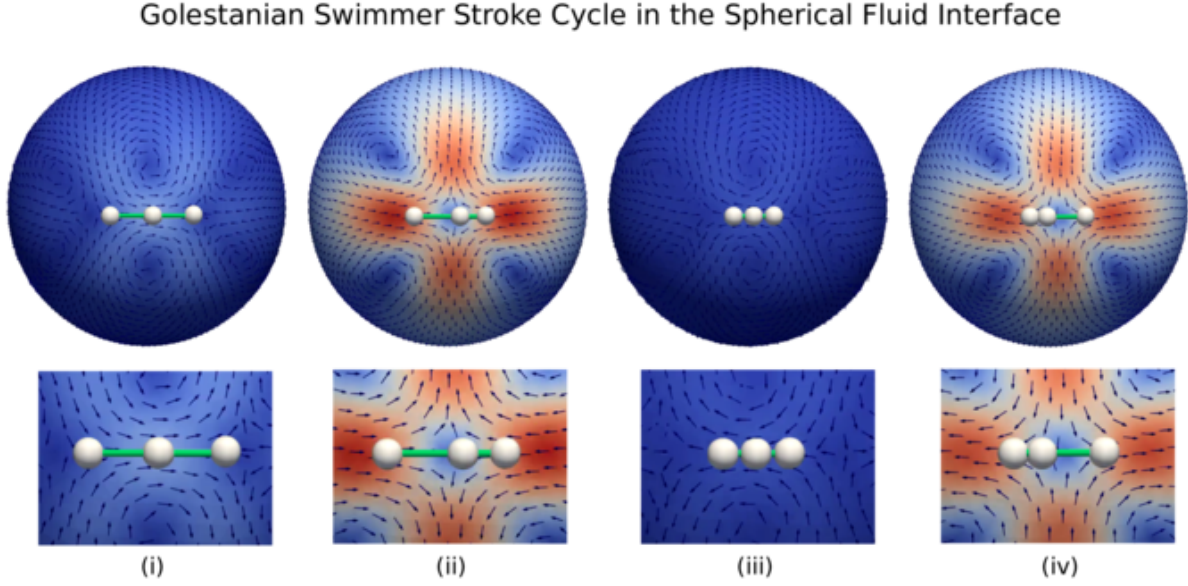 Golestanian Swimmer Stroke Cycle in the Spherical Fluid Interface
(i)
(ii)
(iii)
(iv)